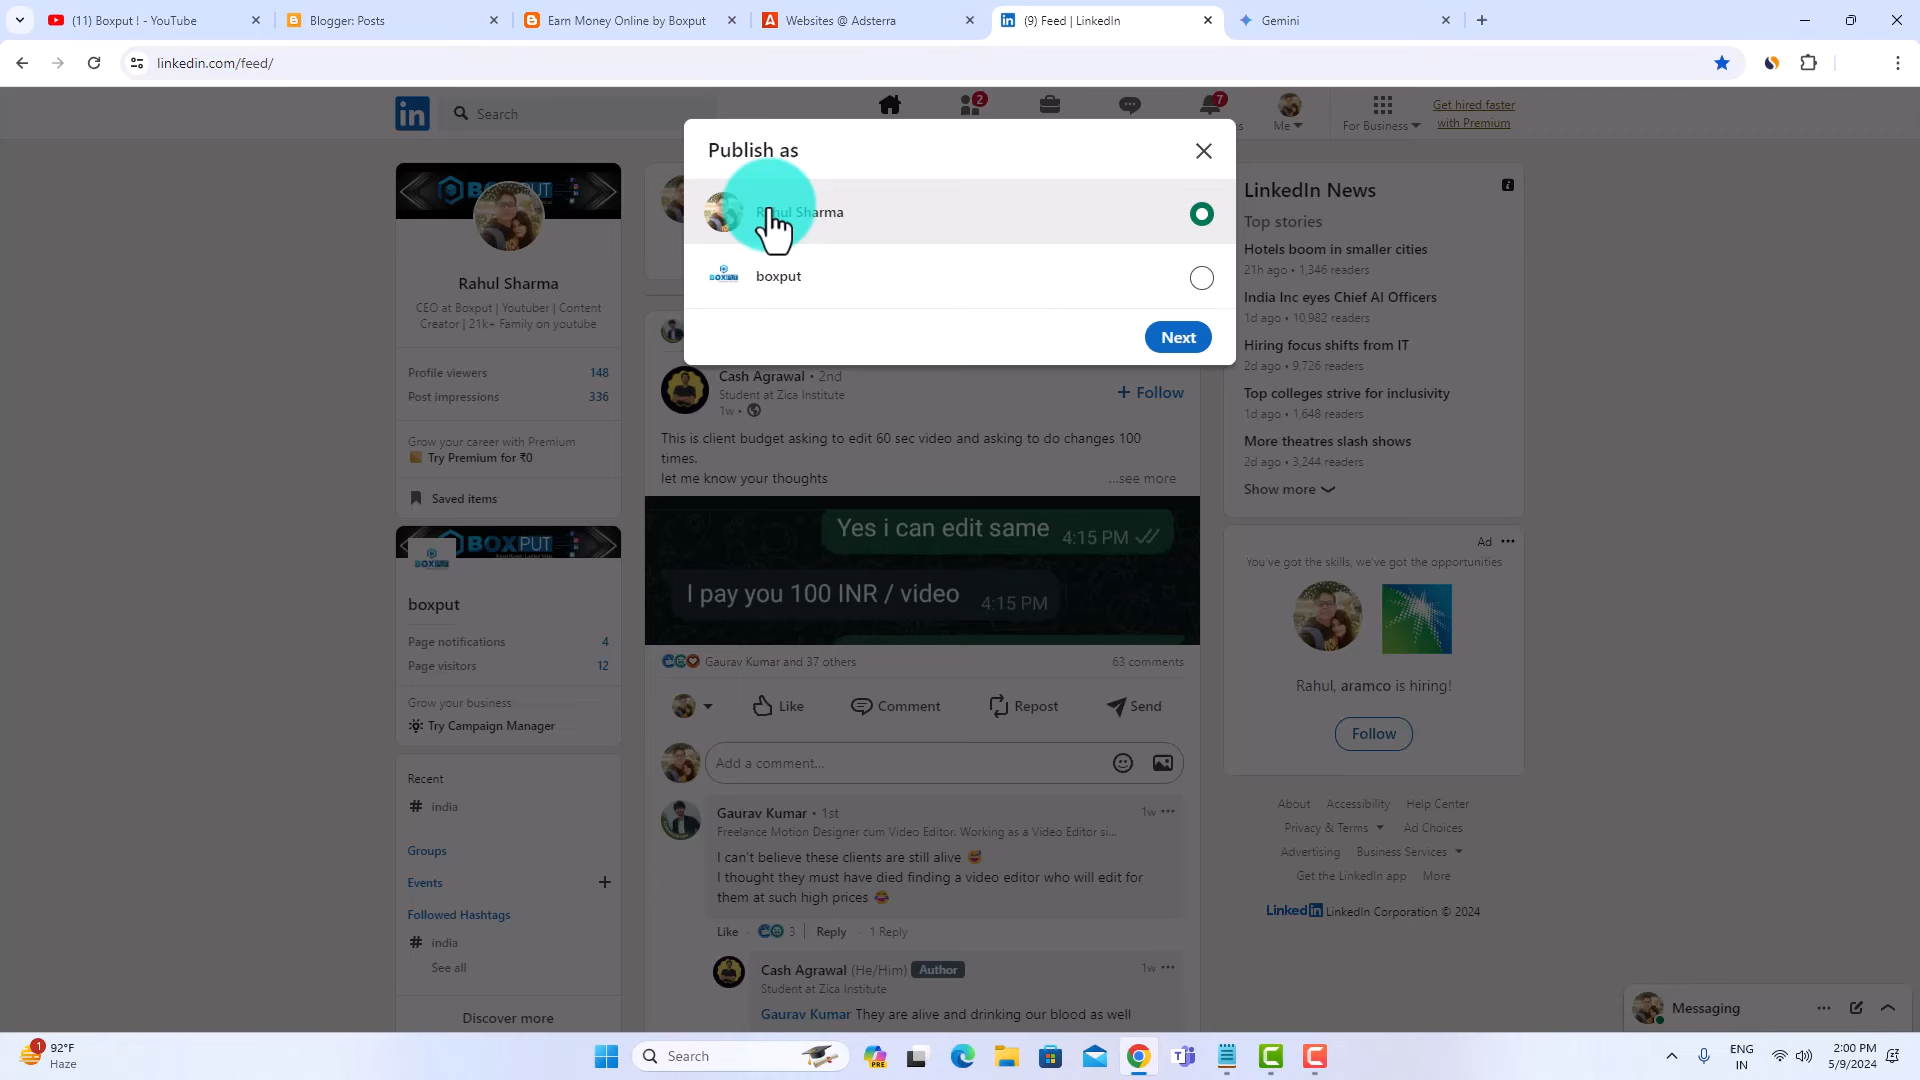 (11) Boxput ! - YouTube
Blogger: Posts
Earn Money Online by Boxput
Websites @ Adsterra
(9) Feed | LinkedIn
Gemini
linkedin.com/feed/
Search
2
7
Me
For Business
Get hired faster
with Premium
Publish as
Rahul Sharma
boxput
Next
Rahul Sharma
CEO at Boxput | Youtuber | Content
Creator | 21k+ Family on youtube
Profile viewers 148
Post impressions 336
Grow your career with Premium
Try Premium for ₹0
Saved items
BOXPUT
boxput
Page notifications 4
Page visitors 12
Grow your business
Try Campaign Manager
Recent
# india
Groups
Events
Followed Hashtags
# india
See all
Discover more
Cash Agrawal • 2nd
Student at Zica Institute
1w •
+ Follow
This is client budget asking to edit 60 sec video and asking to do changes 100
times.
let me know your thoughts ...see more
Yes i can edit same 4:15 PM
I pay you 100 INR / video 4:15 PM
Gaurav Kumar and 37 others 63 comments
Like Comment Repost Send
Add a comment...
Gaurav Kumar • 1st 1w
Freelance Motion Designer cum Video Editor. Working as a Video Editor si...
I can't believe these clients are still alive
I thought they must have died finding a video editor who will edit for
them at such high prices
Like 3 | Reply · 1 Reply
Cash Agrawal (He/Him) Author 1w
Student at Zica Institute
Gaurav Kumar They are alive and drinking our blood as well
LinkedIn News
Top stories
Hotels boom in smaller cities
21h ago • 1,346 readers
India Inc eyes Chief AI Officers
1d ago • 10,982 readers
Hiring focus shifts from IT
2d ago • 9,726 readers
Top colleges strive for inclusivity
1d ago • 1,648 readers
More theatres slash shows
2d ago • 3,244 readers
Show more
Ad
You've got the skills, we've got the opportunities
Rahul, aramco is hiring!
Follow
About Accessibility Help Center
Privacy & Terms Ad Choices
Advertising Business Services
Get the LinkedIn app More
LinkedIn LinkedIn Corporation © 2024
Messaging
1
92°F
Haze
Search
PRE
ENG
IN
2:00 PM
5/9/2024